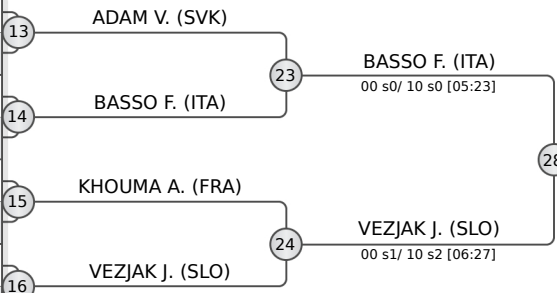 13
ADAM V. (SVK)
23
BASSO F. (ITA)
00 s0/ 10 s0 [05:23]
14
BASSO F. (ITA)
28
15
KHOUMA A. (FRA)
24
VEZJAK J. (SLO)
00 s1/ 10 s2 [06:27]
16
VEZJAK J. (SLO)